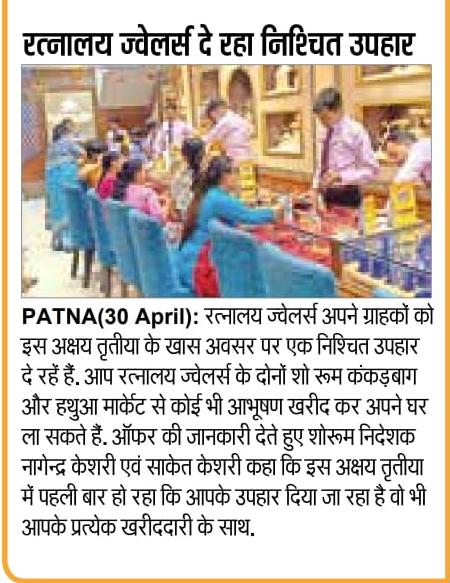 रत्नालय ज्वेलर्स दे रहा निश्चित उपहार
PATNA(30 April): रत्नालय ज्वेलर्स अपने ग्राहकों को
इस अक्षय तृतीया के खास अवसर पर एक निश्चित उपहार
दे रहें हैं. आप रत्नालय ज्वेलर्स के दोनों शो रूम कंकड़बाग
और हथुआ मार्केट से कोई भी आभूषण खरीद कर अपने घर
ला सकते हैं. ऑफर की जानकारी देते हुए शोरूम निदेशक
नागेन्द्र केशरी एवं साकेत केशरी कहा कि इस अक्षय तृतीया
में पहली बार हो रहा कि आपके उपहार दिया जा रहा है वो भी
आपके प्रत्येक खरीददारी के साथ.